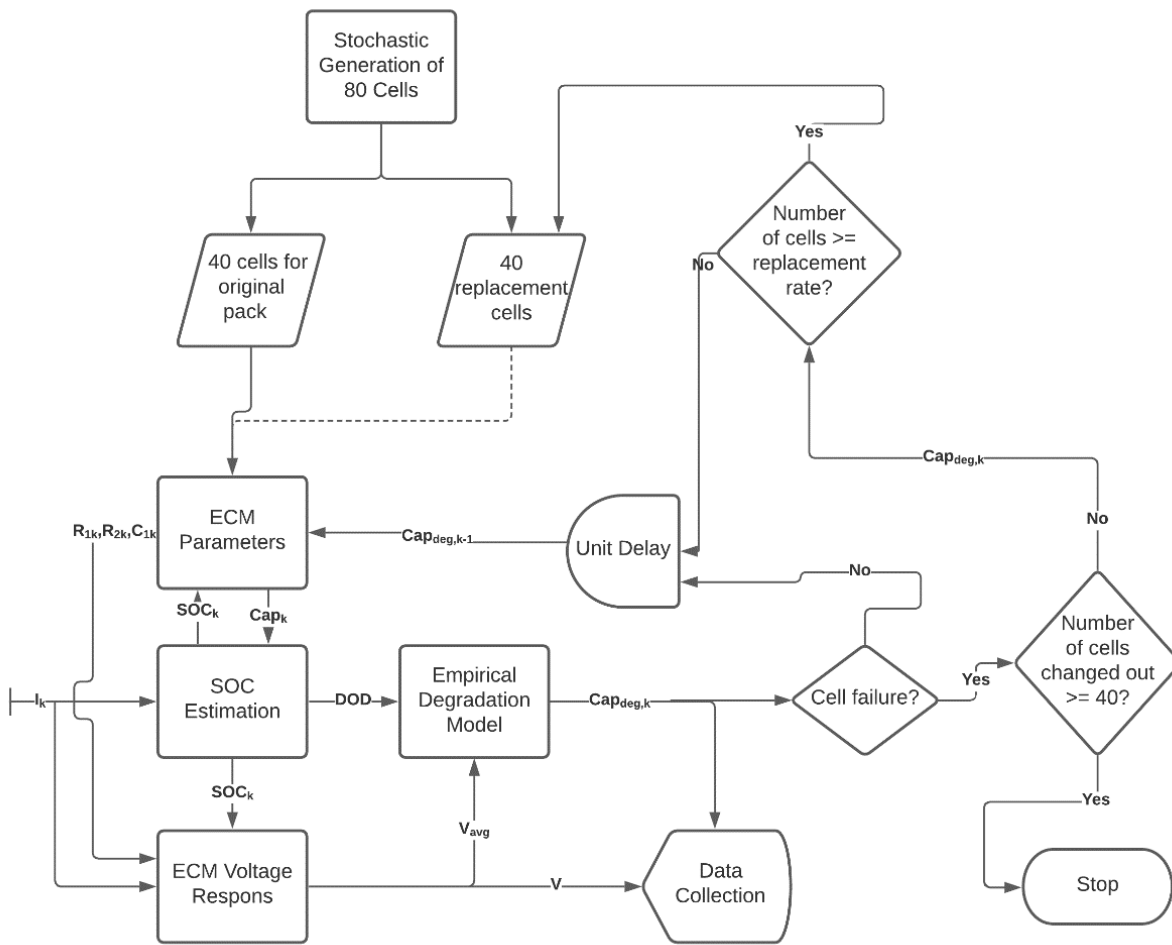 Stochastic
Generation of
80 Cells
Yes
Number
of cells >=
replacement
rate?
No
40 cells for
original
pack
40
replacement
cells
Cap_deg,k
No
R_1k,R_2k,C_1k
ECM
Parameters
Cap_deg,k-1
Unit Delay
No
SOC_k
Cap_k
Number
of cells
changed out
>= 40?
I_k
SOC
Estimation
DOD
Empirical
Degradation
Model
Cap_deg,k
Cell failure?
Yes
SOC_k
Yes
V_avg
ECM Voltage
Respons
V
Data
Collection
Stop